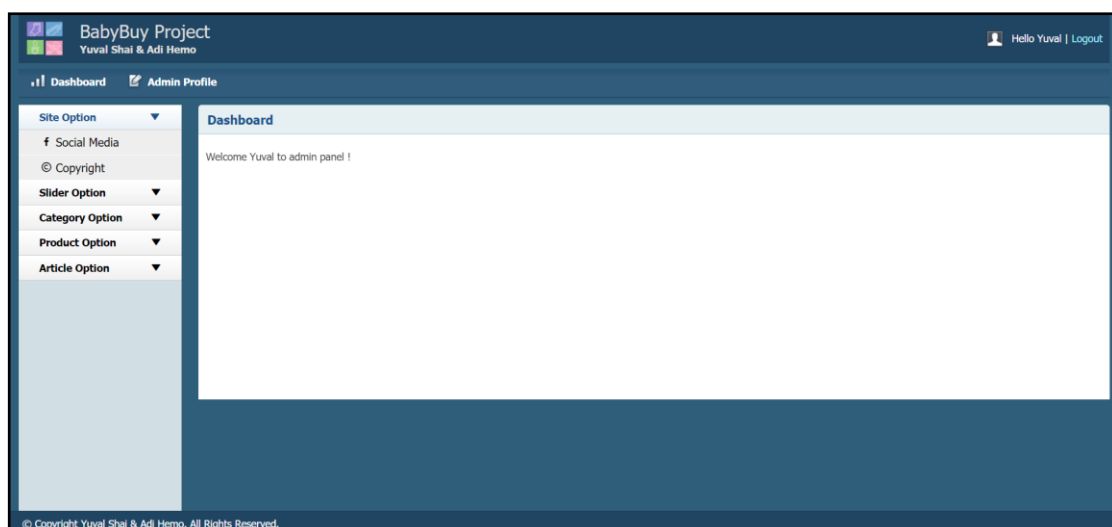 BabyBuy Project
Yuval Shai & Adi Hemo
Hello Yuval | Logout
Dashboard
Admin Profile
Site Option
Social Media
© Copyright
Slider Option
Category Option
Product Option
Article Option
Dashboard
Welcome Yuval to admin panel !
© Copyright Yuval Shai & Adi Hemo. All Rights Reserved.